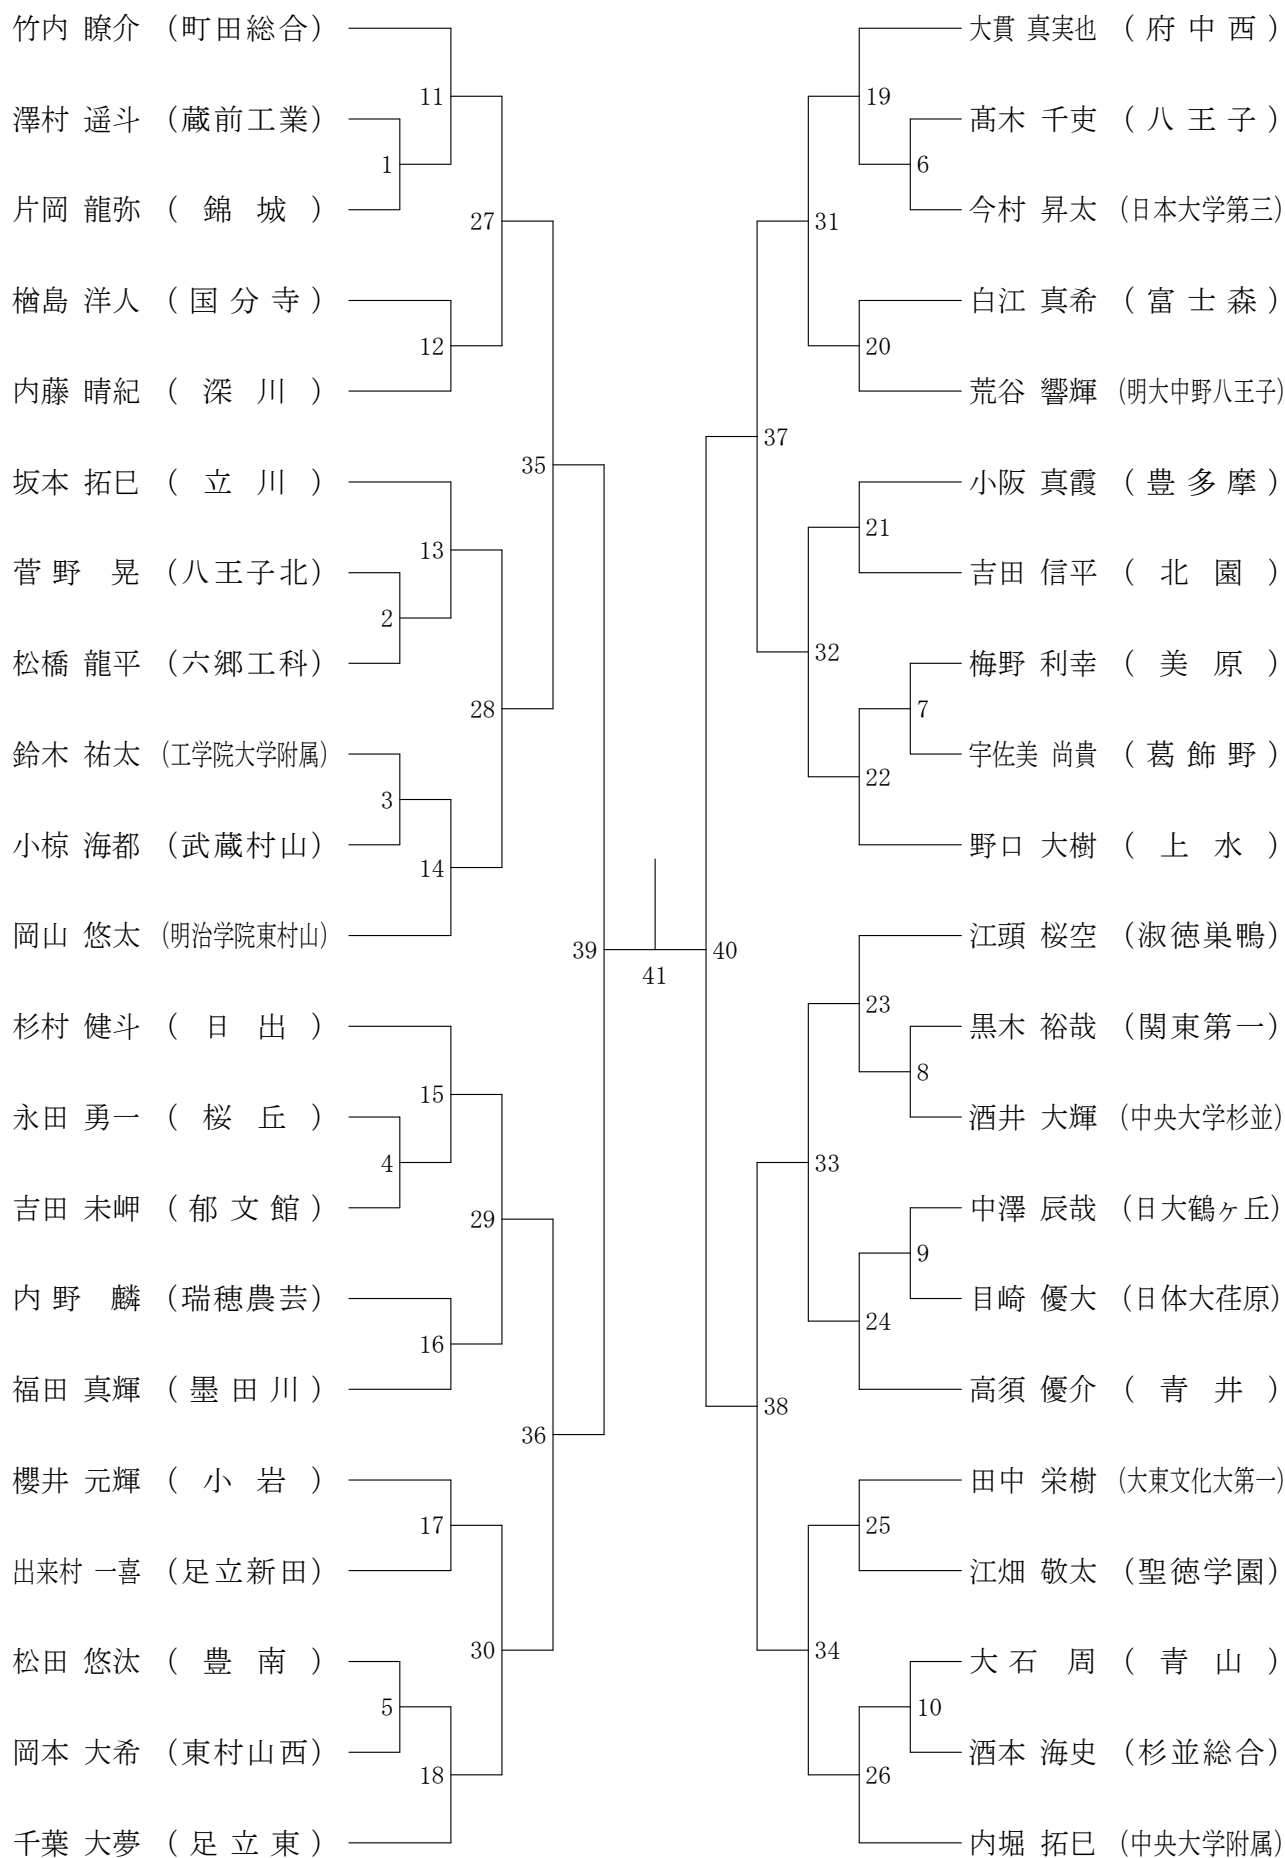 竹内 瞭介 (町田総合)
澤村 遥斗 (蔵前工業)
片岡 龍弥 (錦城)
楢島 洋人 (国分寺)
内藤 晴紀 (深川)
坂本 拓巳 (立川)
菅野 晃 (八王子北)
松橋 龍平 (六郷工科)
鈴木 祐太 (工学院大学附属)
小椋 海都 (武蔵村山)
岡山 悠太 (明治学院東村山)
杉村 健斗 (日出)
永田 勇一 (桜丘)
吉田 未岬 (郁文館)
内野 麟 (瑞穂農芸)
福田 真輝 (墨田川)
櫻井 元輝 (小岩)
出来村 一喜 (足立新田)
松田 悠汰 (豊南)
岡本 大希 (東村山西)
千葉 大夢 (足立東)
1
2
3
4
5
11
12
13
14
15
16
17
18
27
28
29
30
35
36
39
41
40
37
38
31
32
33
34
19
20
21
22
23
24
25
26
6
7
8
9
10
大貫 真実也 (府中西)
髙木 千吏 (八王子)
今村 昇太 (日本大学第三)
白江 真希 (富士森)
荒谷 響輝 (明大中野八王子)
小阪 真霞 (豊多摩)
吉田 信平 (北園)
梅野 利幸 (美原)
宇佐美 尚貴 (葛飾野)
野口 大樹 (上水)
江頭 桜空 (淑徳巣鴨)
黒木 裕哉 (関東第一)
酒井 大輝 (中央大学杉並)
中澤 辰哉 (日大鶴ヶ丘)
目崎 優大 (日体大荏原)
高須 優介 (青井)
田中 栄樹 (大東文化大第一)
江畑 敬太 (聖徳学園)
大石 周 (青山)
酒本 海史 (杉並総合)
内堀 拓巳 (中央大学附属)